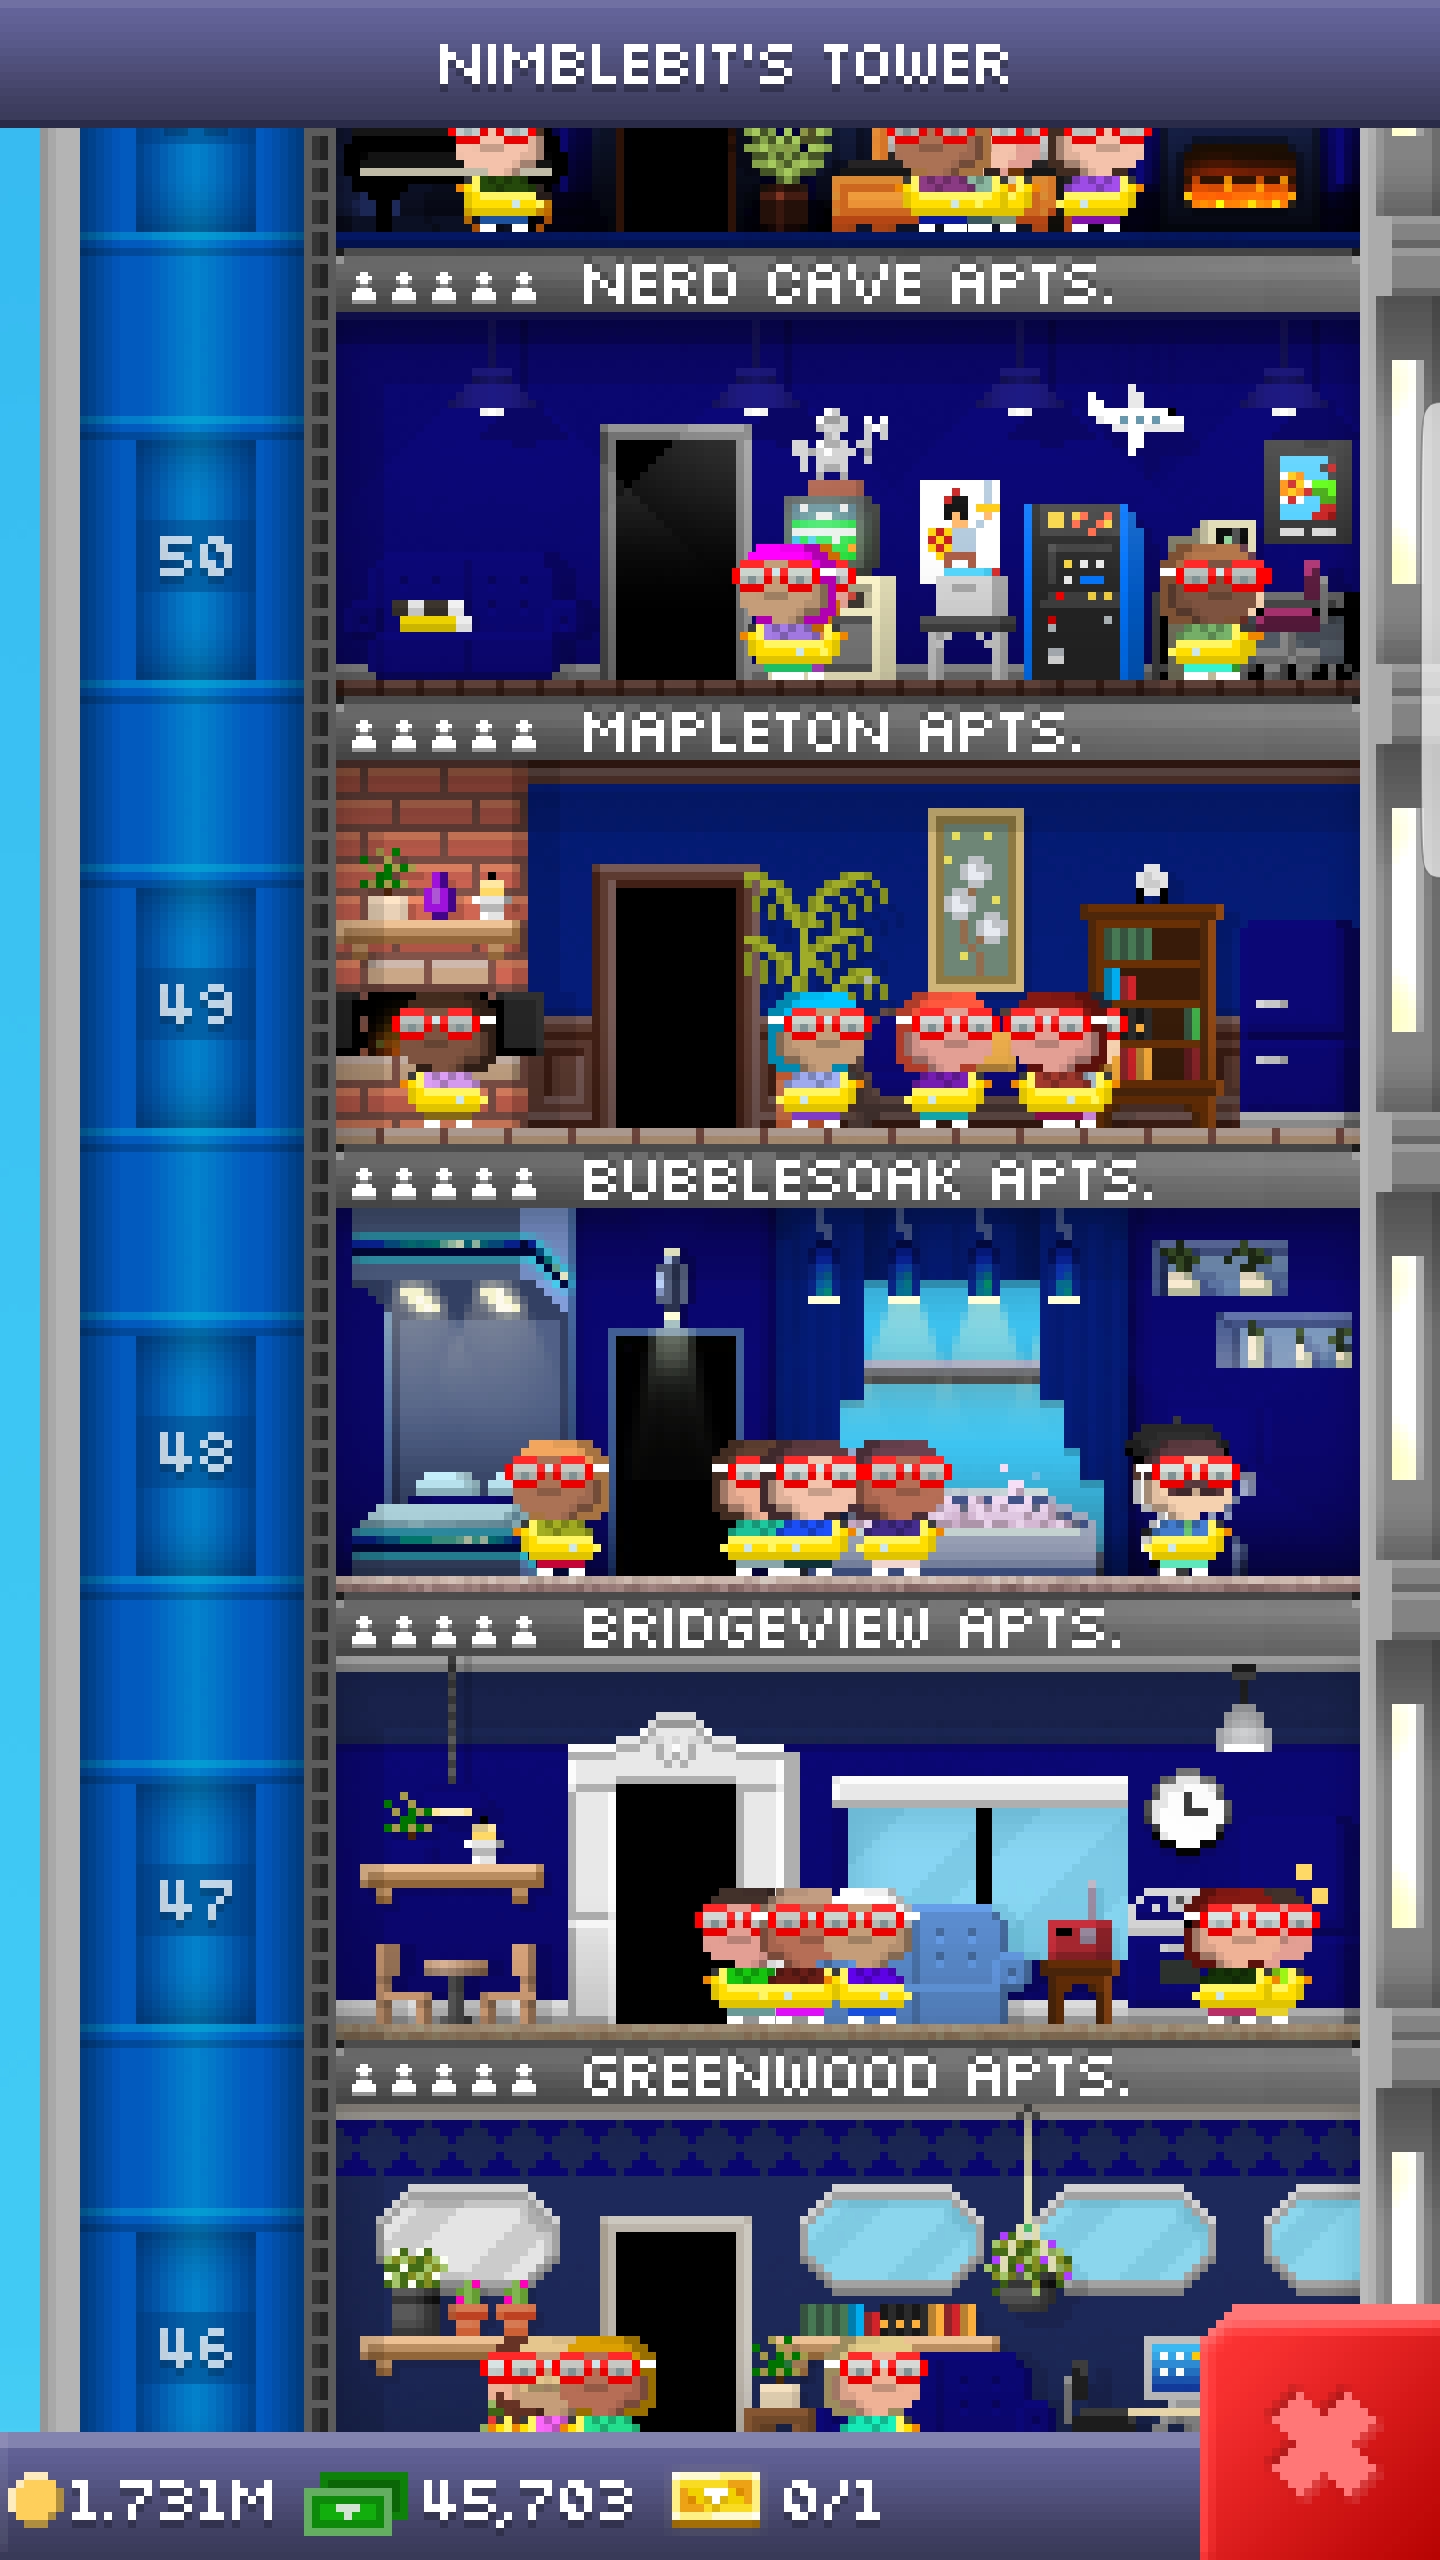 NIMBLEBIT'S TOWER
NERD CAVE APTS.
50
MAPLETON APTS.
49
BUBBLESOAK APTS.
48
BRIDGEVIEW APTS.
47
GREENWOOD APTS.
46
1.731M 45,703 0/1